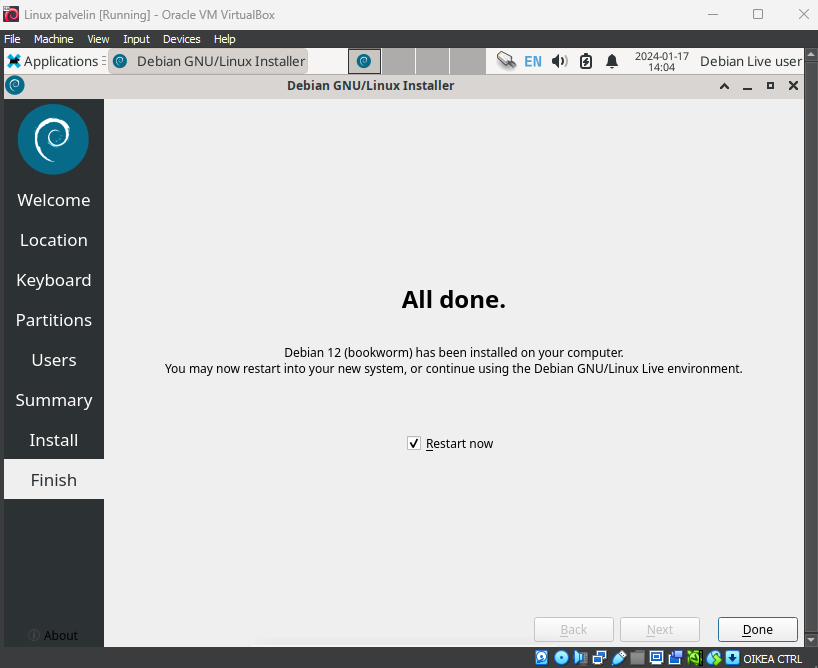 Linux palvelin [Running] - Oracle VM VirtualBox
File Machine View Input Devices Help
Applications Debian GNU/Linux Installer EN 2024-01-17 Debian Live user
14:04
Debian GNU/Linux Installer
Welcome
Location
Keyboard
Partitions
Users
Summary
Install
Finish
All done.
Debian 12 (bookworm) has been installed on your computer.
You may now restart into your new system, or continue using the Debian GNU/Linux Live environment.
Restart now
Back Next Done
About
OIKEA CTRL